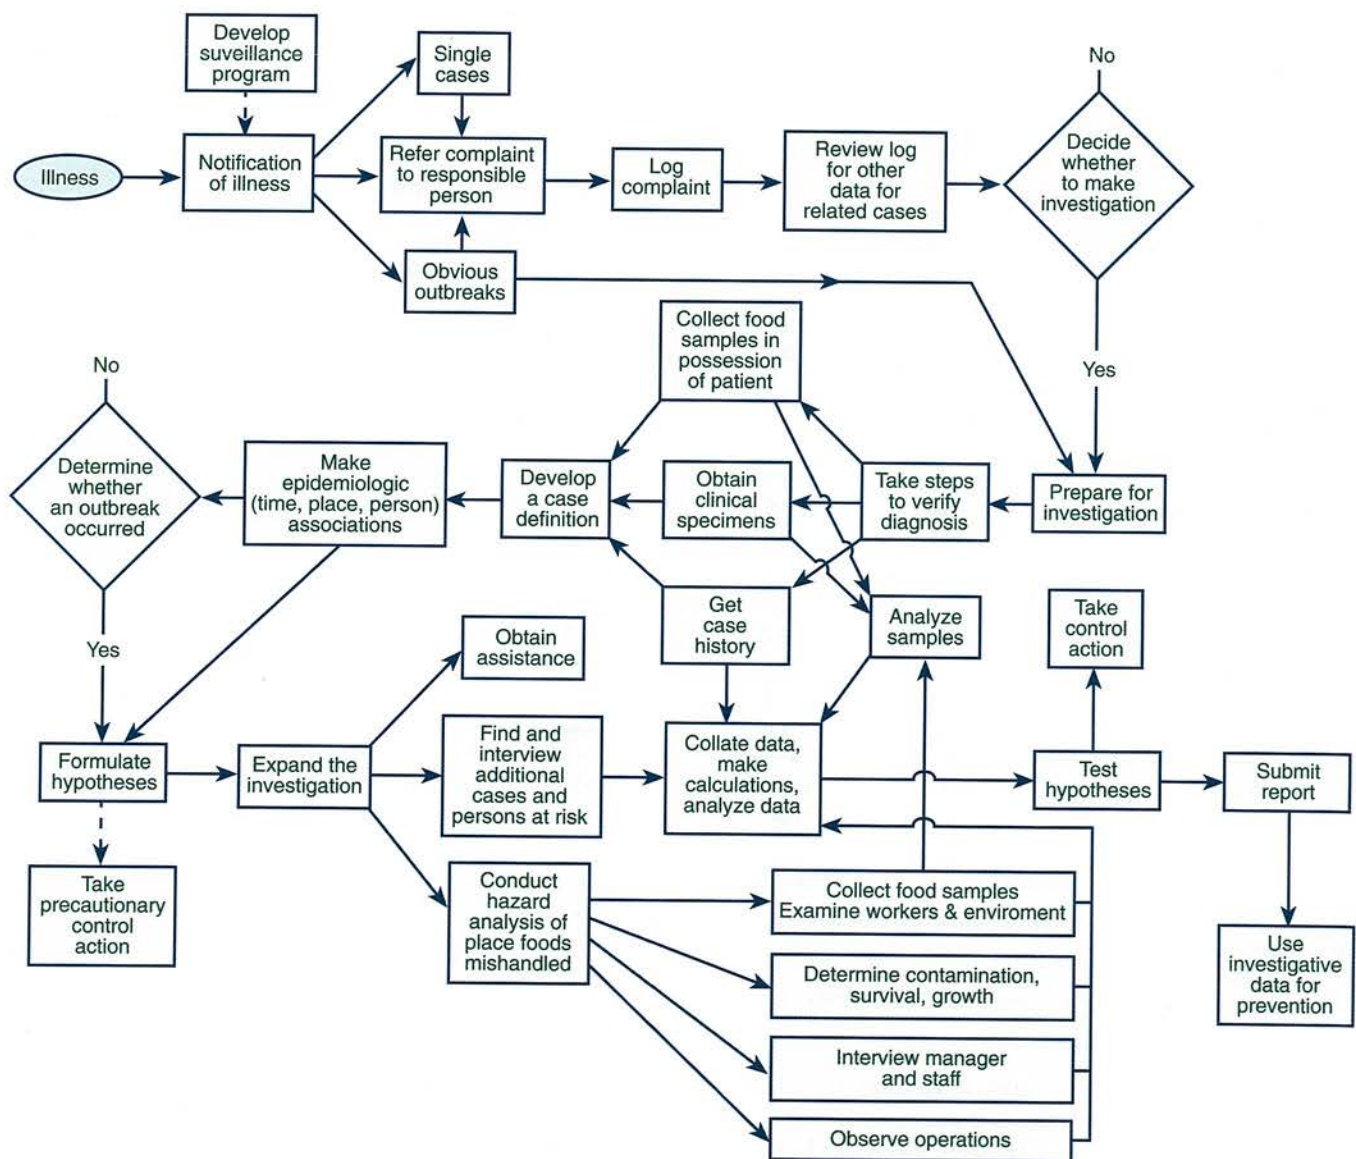 Develop
suveillance
program
Single
cases
No
Illness
Notification
of illness
Refer complaint
to responsible
person
Log
complaint
Review log
for other
data for
related cases
Decide
whether
to make
investigation
Obvious
outbreaks
Collect food
samples in
possession
of patient
Yes
No
Determine
whether
an outbreak
occurred
Make
epidemiologic
(time, place, person)
associations
Develop
a case
definition
Obtain
clinical
specimens
Take steps
to verify
diagnosis
Prepare for
investigation
Yes
Obtain
assistance
Get
case
history
Analyze
samples
Take
control
action
Formulate
hypotheses
Expand the
investigation
Find and
interview
additional
cases and
persons at risk
Collate data,
make
calculations,
analyze data
Test
hypotheses
Submit
report
Take
precautionary
control
action
Conduct
hazard
analysis of
place foods
mishandled
Collect food samples
Examine workers & enviroment
Determine contamination,
survival, growth
Interview manager
and staff
Observe operations
Use
investigative
data for
prevention